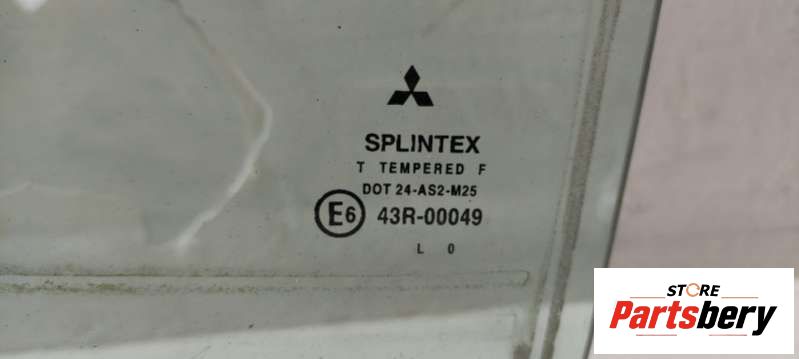 SPLINTEX
T TEMPERED F
DOT 24-AS2-M25
E6 43R-00049
L 0
STORE
Partsbery